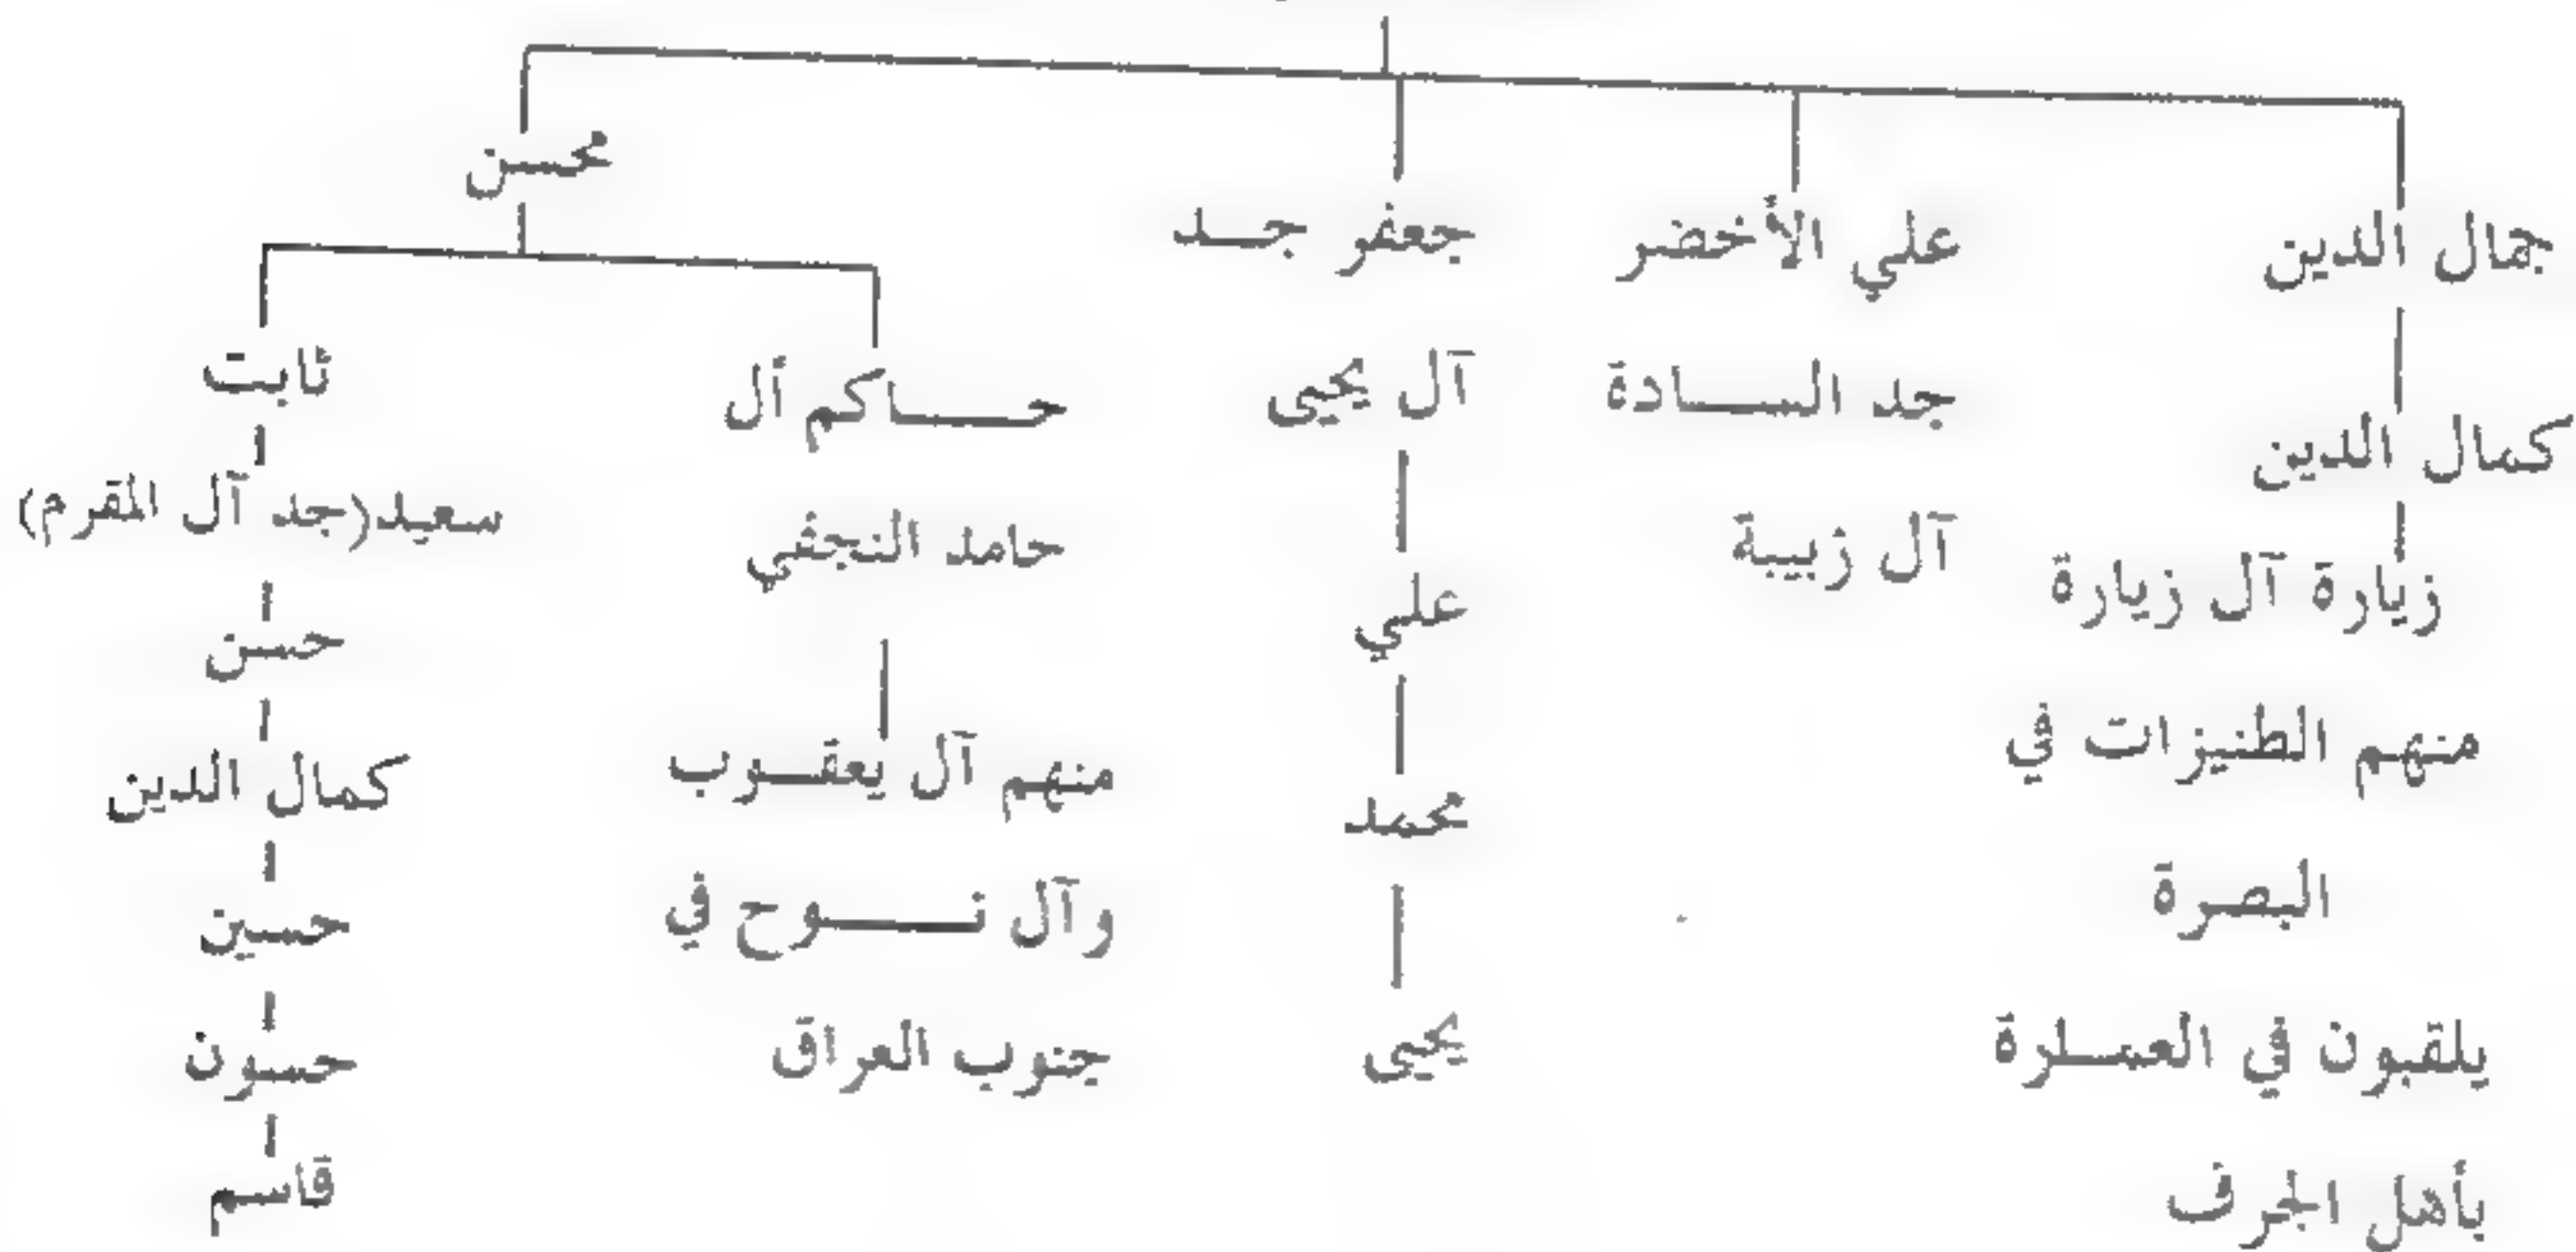 جمال الدين
كمال الدين
زيارة آل زيارة
منهم الطنيزات في
البصرة
يلقبون في العمارة
بأهل الجرف
علي الأخضر
جد السادة
آل زبيبة
جعفر جد
آل يحيى
علي
محمد
يحيى
محسن
حاكم أل
حامد النجفي
منهم آل يعقوب
وآل نوح في
جنوب العراق
ثابت
سعيد(جد آل المقرم)
حسن
كمال الدين
حسين
حسون
قاسم